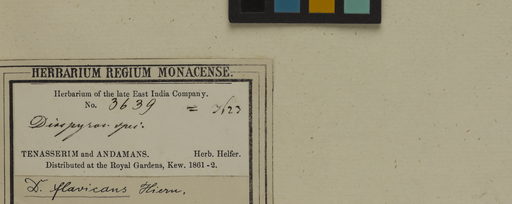 HERBARIUM REGIUM MONACENSE.
Herbarium of the late East India Company.
No. 3639 =
Diospyros spec.
TENASSERIM and ANDAMANS. Herb. Helfer.
Distributed at the Royal Gardens, Kew. 1861-2.
D. flavicans Hiern.